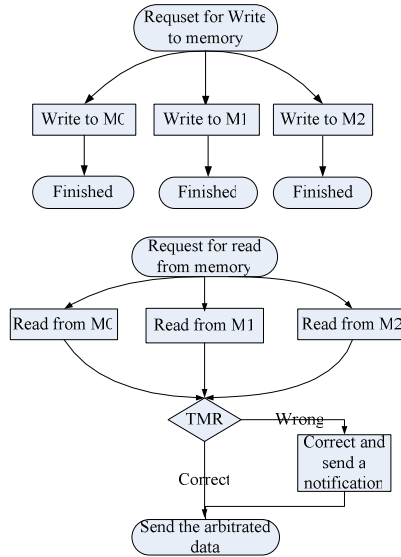 Requset for Write
to memory
Write to M0
Write to M1
Write to M2
Finished
Finished
Finished
Request for read
from memory
Read from M0
Read from M1
Read from M2
TMR
Wrong
Correct and
send a
notification
Correct
Send the arbitrated
data